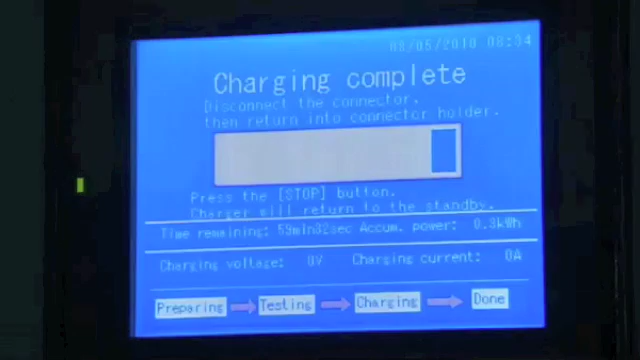 08/05/2010 08:34
Charging complete
Disconnect the connector,
then return into connector holder.
Press the [STOP] button.
Charger will return to the standby.
Time remaining: 59min32sec Accum. power: 0.3kWh
Charging voltage: 0V Charging current: 0A
Preparing Testing Charging Done